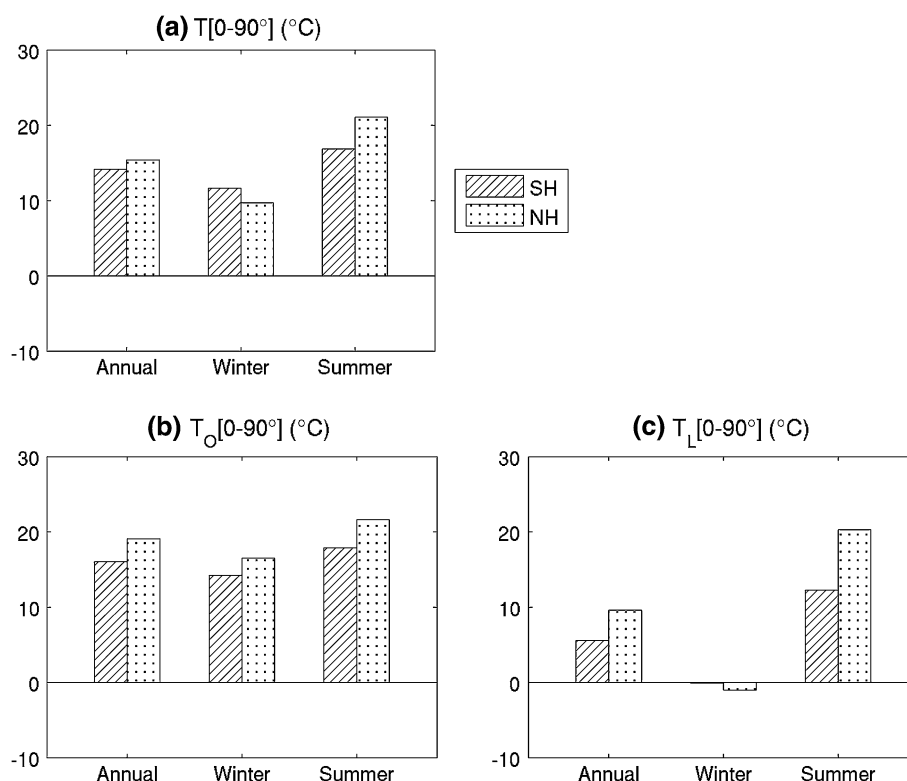 (a) T[0-90°] (°C)
30
20
10
0
-10
Annual Winter Summer
SH
NH
(b) T_O[0-90°] (°C)
30
20
10
0
-10
Annual Winter Summer
(c) T_L[0-90°] (°C)
30
20
10
0
-10
Annual Winter Summer